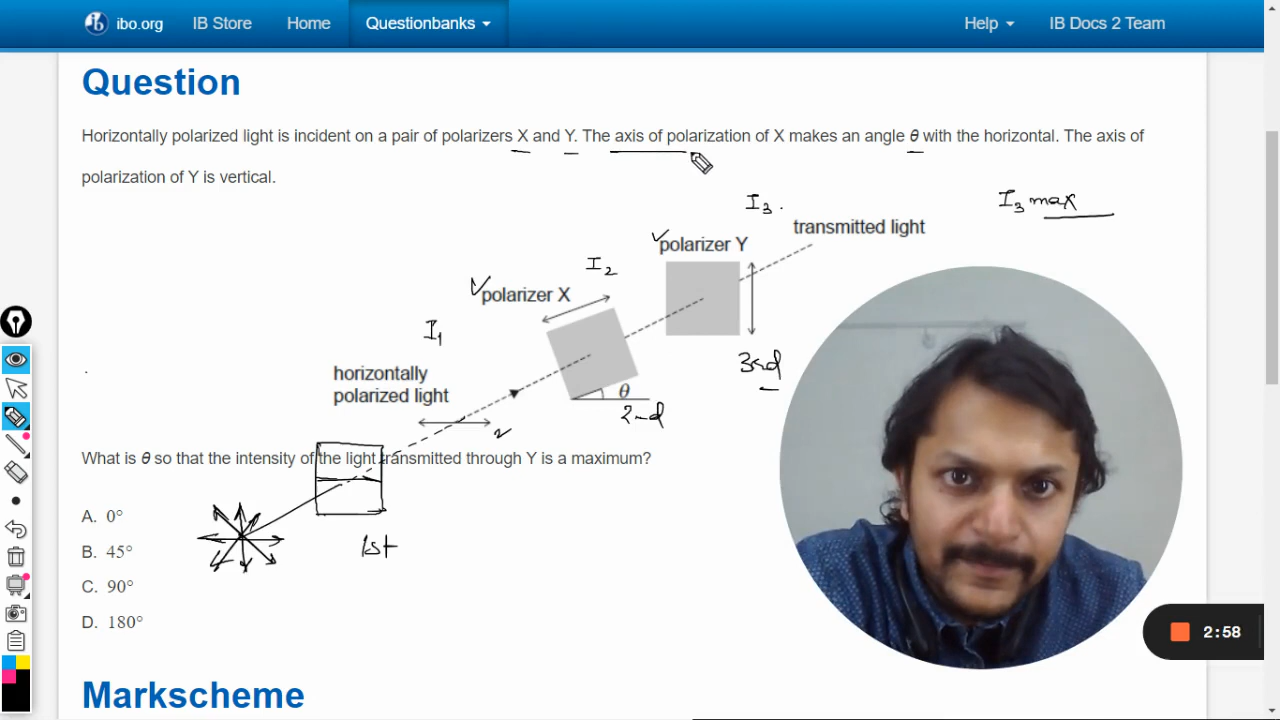 ibo.org IB Store Home Questionbanks Help IB Docs 2 Team
Question
Horizontally polarized light is incident on a pair of polarizers X and Y. The axis of polarization of X makes an angle θ with the horizontal. The axis of
polarization of Y is vertical.
I3 max
I3.
transmitted light
polarizer Y
I2
polarizer X
I1
3rd
horizontally
polarized light
θ
2nd
What is θ so that the intensity of the light transmitted through Y is a maximum?
A. 0°
1st
B. 45°
C. 90°
D. 180°
2:58
Markscheme